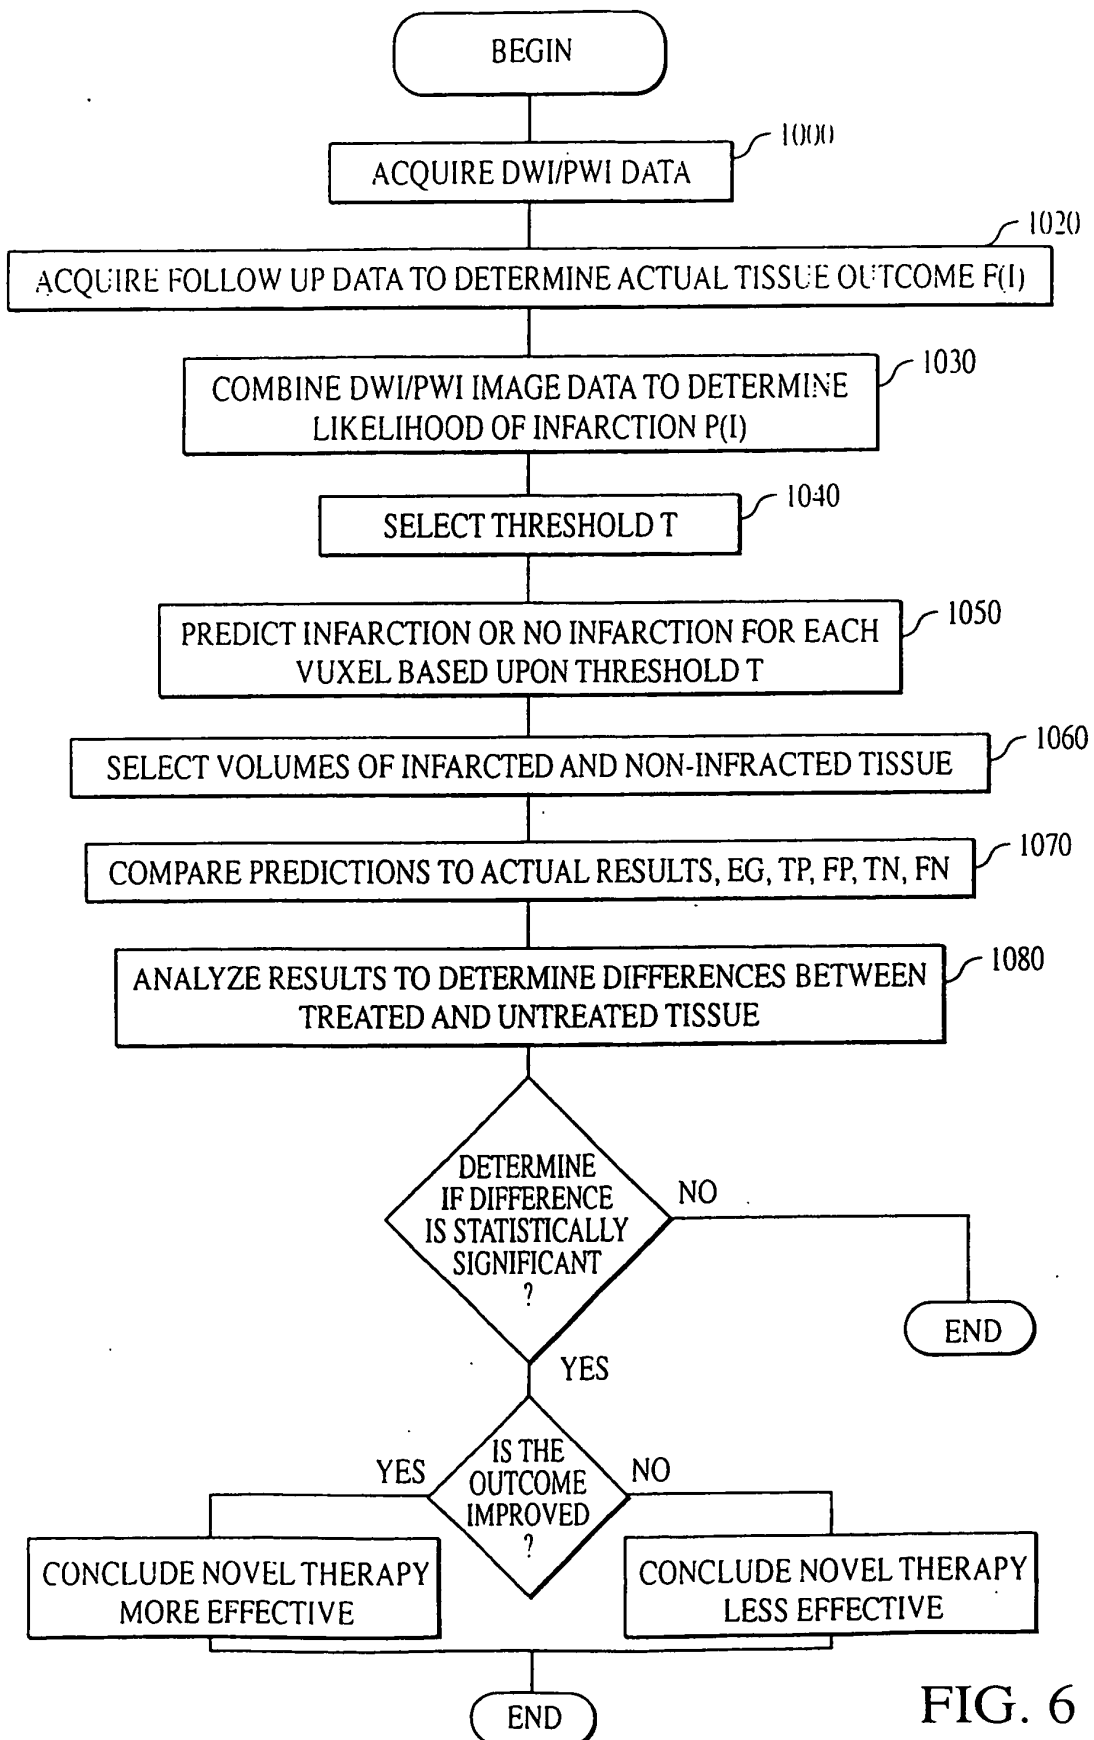 BEGIN
1000
ACQUIRE DWI/PWI DATA
1020
ACQUIRE FOLLOW UP DATA TO DETERMINE ACTUAL TISSUE OUTCOME F(I)
1030
COMBINE DWI/PWI IMAGE DATA TO DETERMINE
LIKELIHOOD OF INFARCTION P(I)
1040
SELECT THRESHOLD T
1050
PREDICT INFARCTION OR NO INFARCTION FOR EACH
VUXEL BASED UPON THRESHOLD T
1060
SELECT VOLUMES OF INFARCTED AND NON-INFRACTED TISSUE
1070
COMPARE PREDICTIONS TO ACTUAL RESULTS, EG, TP, FP, TN, FN
1080
ANALYZE RESULTS TO DETERMINE DIFFERENCES BETWEEN
TREATED AND UNTREATED TISSUE
DETERMINE
IF DIFFERENCE
IS STATISTICALLY
SIGNIFICANT
?
NO
END
YES
IS THE
OUTCOME
IMPROVED
?
YES
NO
CONCLUDE NOVEL THERAPY
MORE EFFECTIVE
CONCLUDE NOVEL THERAPY
LESS EFFECTIVE
END
FIG. 6